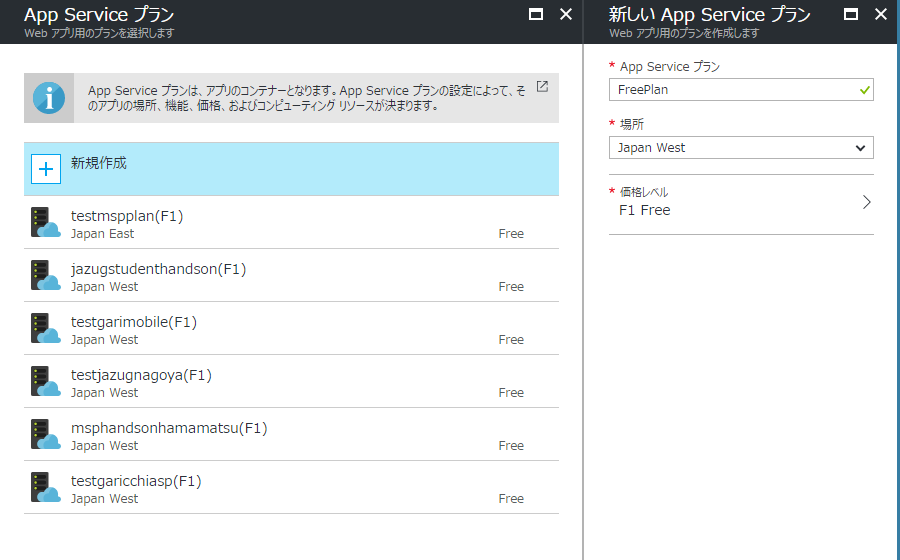 App Service プラン
Web アプリ用のプランを選択します
App Service プランは、アプリのコンテナーとなります。App Service プランの設定によって、そ
のアプリの場所、機能、価格、およびコンピューティング リソースが決まります。
新規作成
testmspplan(F1)
Japan East
Free
jazugstudenthandson(F1)
Japan West
Free
testgarimobile(F1)
Japan West
Free
testjazugnagoya(F1)
Japan West
Free
msphandsonhamamatsu(F1)
Japan West
Free
testgaricchiasp(F1)
Japan West
Free
新しい App Service プラン
Web アプリ用のプランを作成します
* App Service プラン
FreePlan
* 場所
Japan West
* 価格レベル
F1 Free